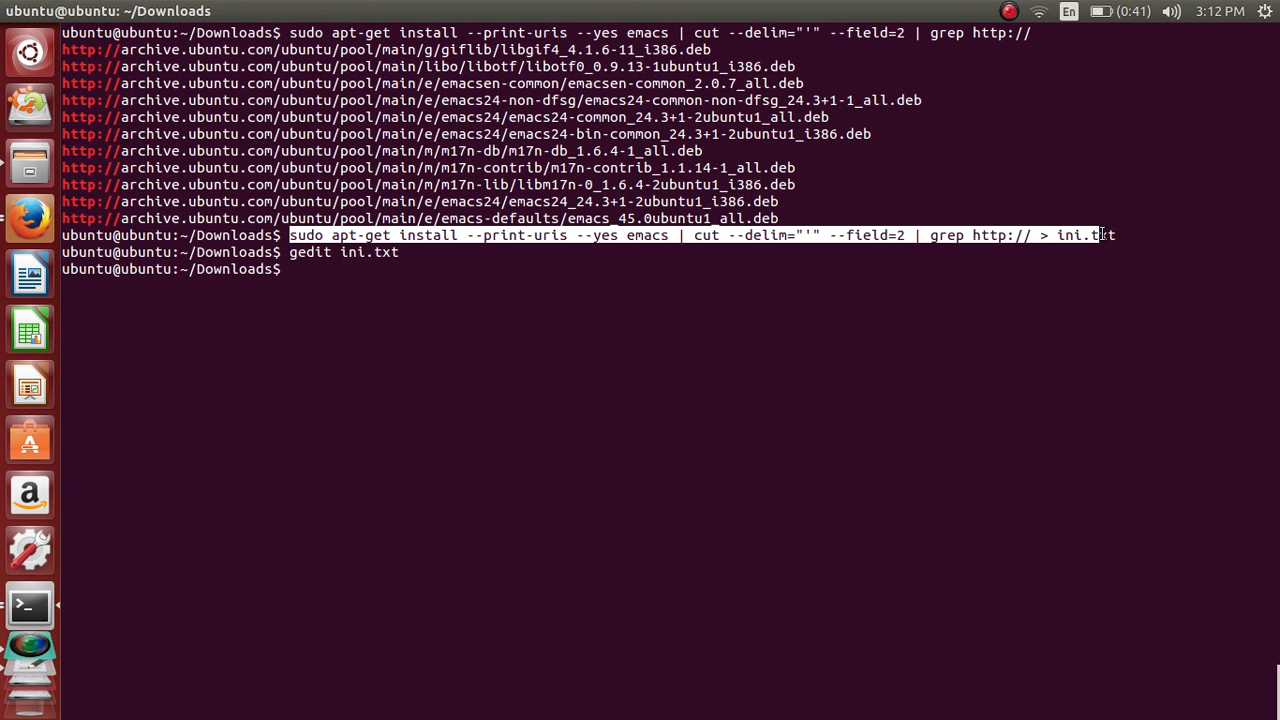 ubuntu@ubuntu: ~/Downloads
En
(0:41)
3:12 PM
ubuntu@ubuntu:~/Downloads$ sudo apt-get install --print-uris --yes emacs | cut --delim="'" --field=2 | grep http://
http://archive.ubuntu.com/ubuntu/pool/main/g/giflib/libgif4_4.1.6-11_i386.deb
http://archive.ubuntu.com/ubuntu/pool/main/libo/libotf/libotf0_0.9.13-1ubuntu1_i386.deb
http://archive.ubuntu.com/ubuntu/pool/main/e/emacsen-common/emacsen-common_2.0.7_all.deb
http://archive.ubuntu.com/ubuntu/pool/main/e/emacs24-non-dfsg/emacs24-common-non-dfsg_24.3+1-1_all.deb
http://archive.ubuntu.com/ubuntu/pool/main/e/emacs24/emacs24-common_24.3+1-2ubuntu1_all.deb
http://archive.ubuntu.com/ubuntu/pool/main/e/emacs24/emacs24-bin-common_24.3+1-2ubuntu1_i386.deb
http://archive.ubuntu.com/ubuntu/pool/main/m/m17n-db/m17n-db_1.6.4-1_all.deb
http://archive.ubuntu.com/ubuntu/pool/main/m/m17n-contrib/m17n-contrib_1.1.14-1_all.deb
http://archive.ubuntu.com/ubuntu/pool/main/m/m17n-lib/libm17n-0_1.6.4-2ubuntu1_i386.deb
http://archive.ubuntu.com/ubuntu/pool/main/e/emacs24/emacs24_24.3+1-2ubuntu1_i386.deb
http://archive.ubuntu.com/ubuntu/pool/main/e/emacs-defaults/emacs_45.0ubuntu1_all.deb
ubuntu@ubuntu:~/Downloads$ sudo apt-get install --print-uris --yes emacs | cut --delim="'" --field=2 | grep http:// > ini.txt
ubuntu@ubuntu:~/Downloads$ gedit ini.txt
ubuntu@ubuntu:~/Downloads$